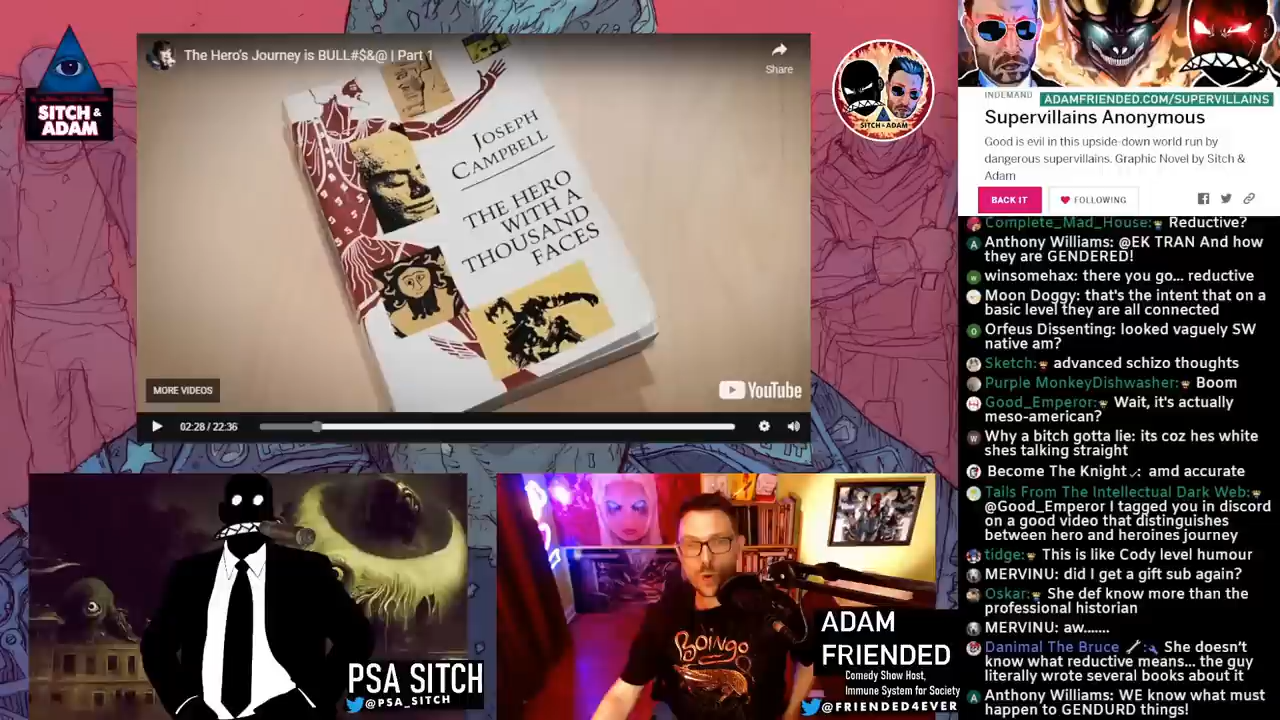 The Hero's Journey is BULL#$&@ | Part 1
Share
JOSEPH
CAMPBELL
THE HERO
WITH A
THOUSAND
FACES
MORE VIDEOS
YouTube
02:28 / 22:36
SITCH &
ADAM
SITCH & ADAM
INDEMAND
ADAMFRIENDED.COM/SUPERVILLAINS
Supervillains Anonymous
Good is evil in this upside-down world run by
dangerous supervillains. Graphic Novel by Sitch &
Adam
BACK IT
FOLLOWING
Complete_Mad_House: Reductive?
Anthony Williams: @EK TRAN And how
they are GENDERED!
winsomehax: there you go... reductive
Moon Doggy: that's the intent that on a
basic level they are all connected
Orfeus Dissenting: looked vaguely SW
native am?
Sketch: advanced schizo thoughts
Purple MonkeyDishwasher: Boom
Good_Emperor: Wait, it's actually
meso-american?
Why a bitch gotta lie: its coz hes white
shes talking straight
Become The Knight: amd accurate
Tails From The Intellectual Dark Web:
@Good_Emperor I tagged you in discord
on a good video that distinguishes
between hero and heroines journey
tidge: This is like Cody level humour
MERVINU: did I get a gift sub again?
Oskar: She def know more than the
professional historian
MERVINU: aw.......
Danimal The Bruce: She doesn't
know what reductive means... the guy
literally wrote several books about it
Anthony Williams: WE know what must
happen to GENDURD things!
PSA SITCH
@PSA_SITCH
BOINGO
ADAM
FRIENDED
Comedy Show Host,
Immune System for Society
@FRIENDED4EVER